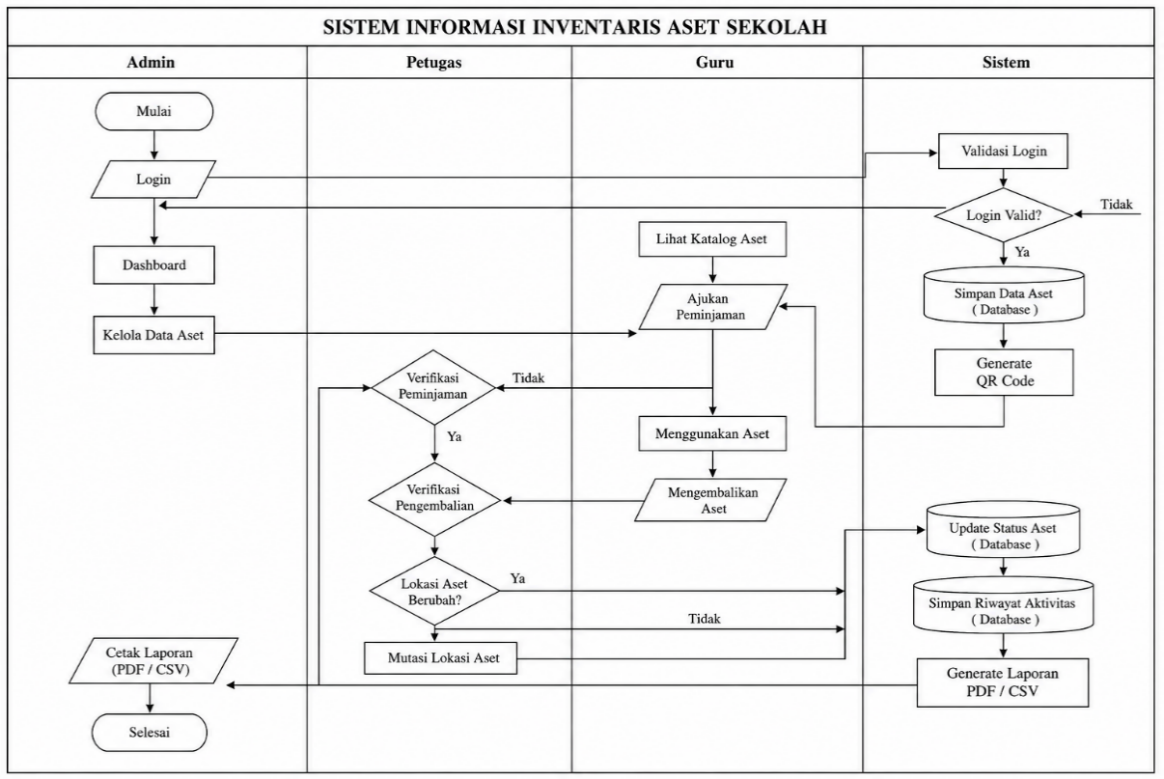 SISTEM INFORMASI INVENTARIS ASET SEKOLAH
Admin
Petugas
Guru
Sistem
Mulai
Login
Dashboard
Kelola Data Aset
Cetak Laporan
(PDF / CSV)
Selesai
Verifikasi
Peminjaman
Tidak
Ya
Verifikasi
Pengembalian
Lokasi Aset
Berubah?
Ya
Tidak
Mutasi Lokasi Aset
Lihat Katalog Aset
Ajukan
Peminjaman
Menggunakan Aset
Mengembalikan
Aset
Validasi Login
Login Valid?
Tidak
Ya
Simpan Data Aset
( Database )
Generate
QR Code
Update Status Aset
( Database )
Simpan Riwayat Aktivitas
( Database )
Generate Laporan
PDF / CSV